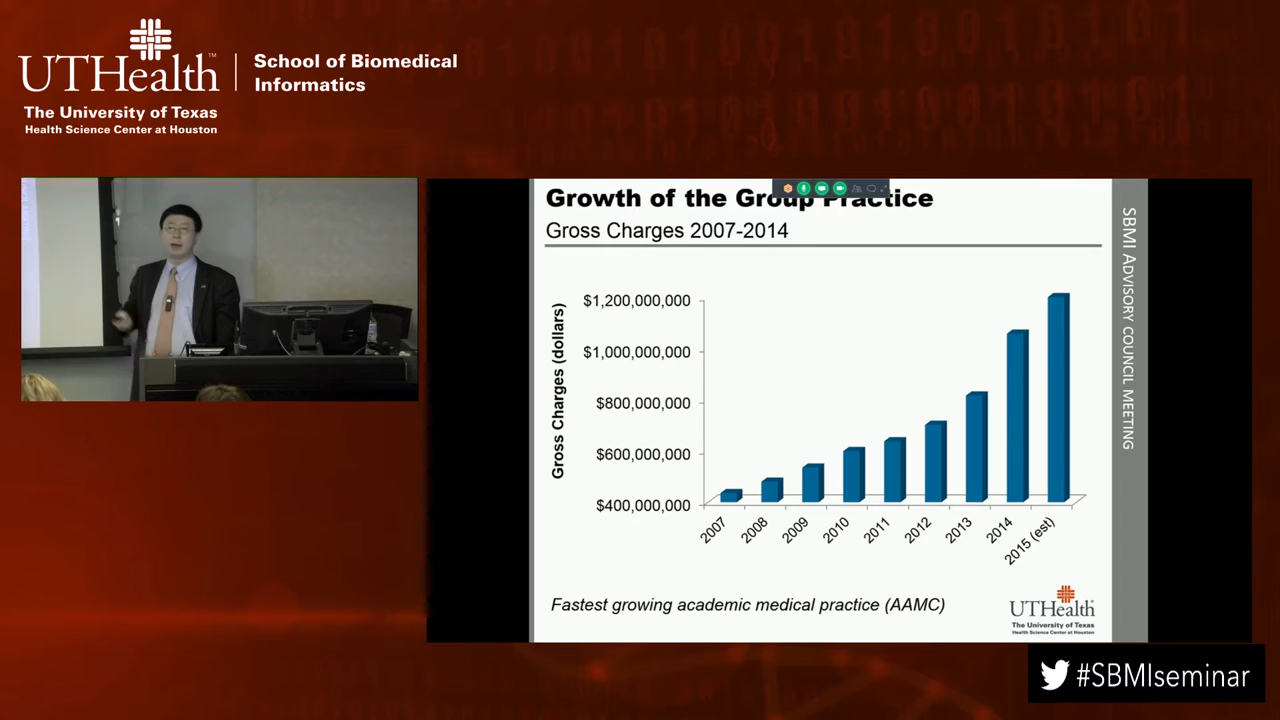 UTHealth™
The University of Texas
Health Science Center at Houston
School of Biomedical
Informatics
Growth of the Group Practice
Gross Charges 2007-2014
Gross Charges (dollars)
$1,200,000,000
$1,000,000,000
$800,000,000
$600,000,000
$400,000,000
2007
2008
2009
2010
2011
2012
2013
2014
2015 (est)
Fastest growing academic medical practice (AAMC)
UTHealth
The University of Texas
Health Science Center at Houston
SBMI ADVISORY COUNCIL MEETING
#SBMIseminar